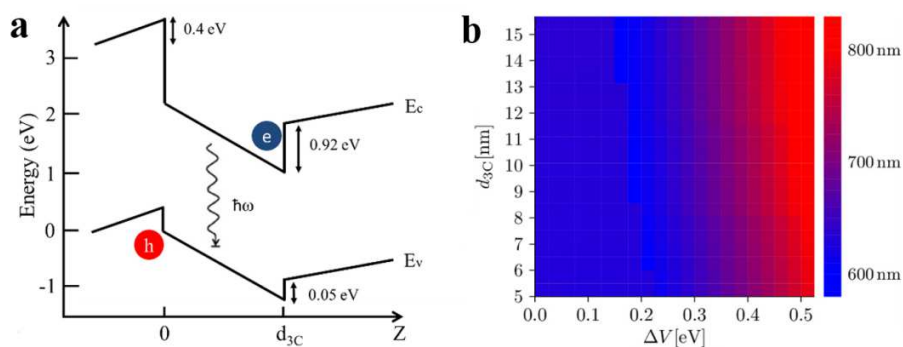 a
0.4 eV
3
2
1
0
-1
Energy (eV)
Ec
e
0.92 eV
ħω
h
Ev
0.05 eV
0
d3C
Z
b
15
14
13
12
11
10
9
8
7
6
5
d3C[nm]
0.0
0.1
0.2
0.3
0.4
0.5
ΔV[eV]
800 nm
700 nm
600 nm